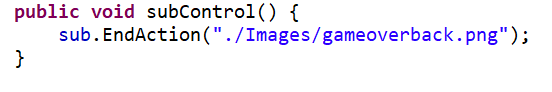 public void subControl() {
    sub.EndAction("./Images/gameoverback.png");
}